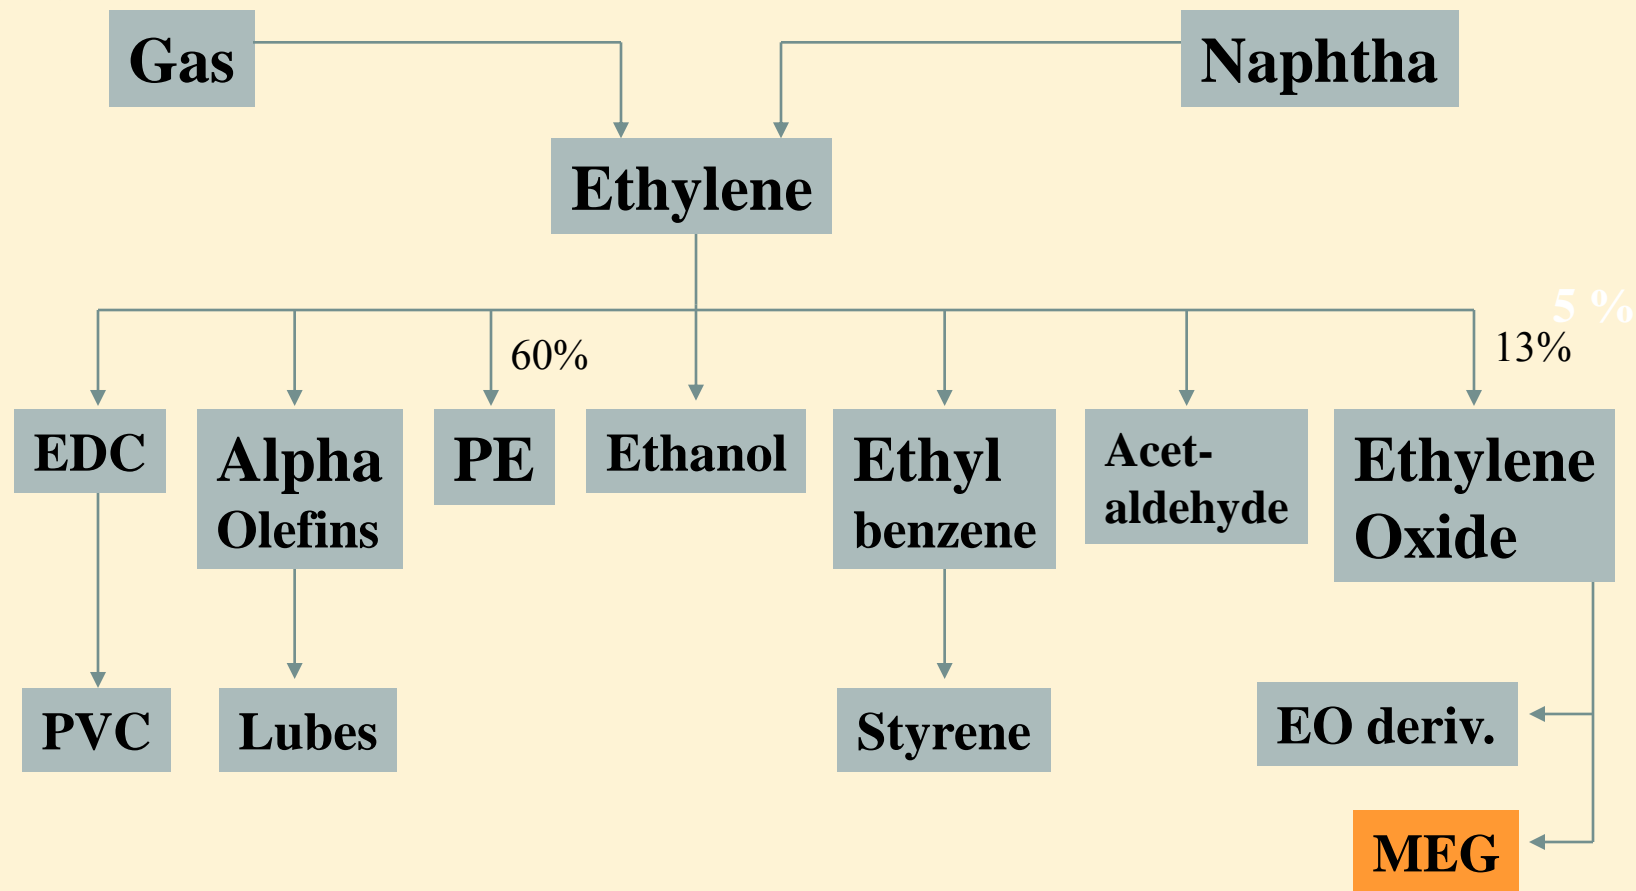 Gas
Naphtha
Ethylene
5 %
60%
13%
EDC
Alpha
Olefins
PE
Ethanol
Ethyl
benzene
Acet-
aldehyde
Ethylene
Oxide
PVC
Lubes
Styrene
EO deriv.
MEG